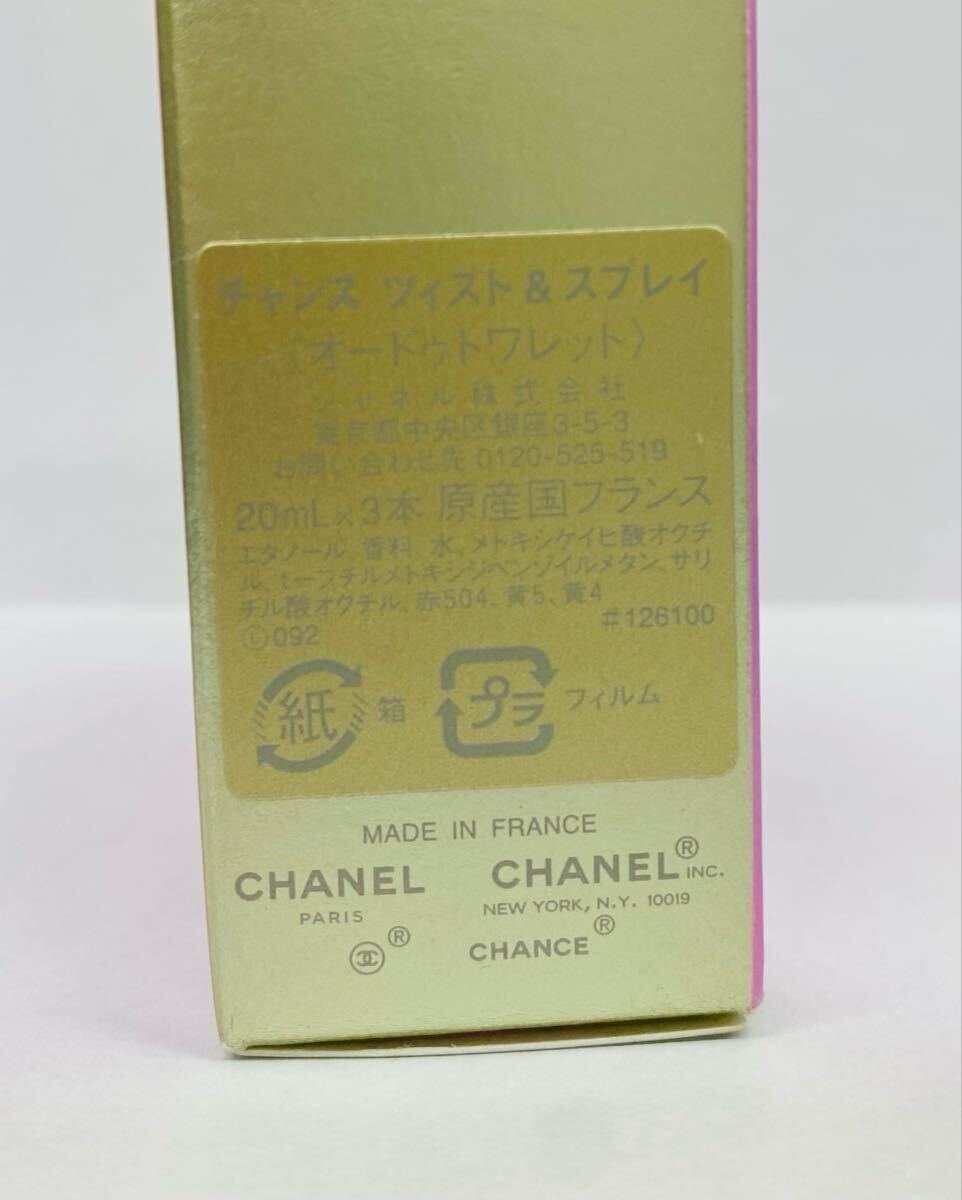 チャンス ツィスト&スプレイ
〈オードゥトワレット〉
シャネル株式会社
東京都中央区銀座3-5-3
お問い合わせ先 0120-525-519
20mL×3本 原産国フランス
エタノール、香料、水、メトキシケイヒ酸オクチ
ル、t-ブチルメトキシジベンゾイルメタン、サリ
チル酸オクチル、赤504、黄5、黄4
Ⓛ092 #126100
紙 箱 プラ フィルム
MADE IN FRANCE
CHANEL CHANEL® INC.
PARIS NEW YORK, N.Y. 10019
® CHANCE®